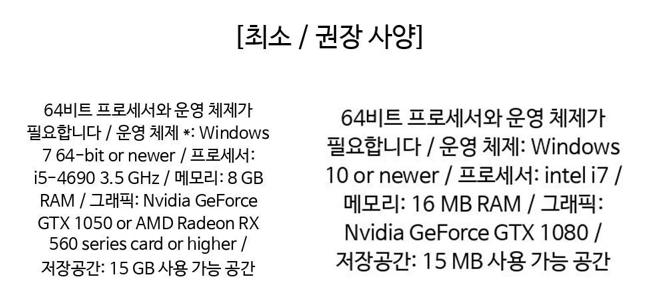 [최소 / 권장 사양]
64비트 프로세서와 운영 체제가
필요합니다 / 운영 체제 *: Windows
7 64-bit or newer / 프로세서:
i5-4690 3.5 GHz / 메모리: 8 GB
RAM / 그래픽: Nvidia GeForce
GTX 1050 or AMD Radeon RX
560 series card or higher /
저장공간: 15 GB 사용 가능 공간
64비트 프로세서와 운영 체제가
필요합니다 / 운영 체제: Windows
10 or newer / 프로세서: intel i7 /
메모리: 16 MB RAM / 그래픽:
Nvidia GeForce GTX 1080 /
저장공간: 15 MB 사용 가능 공간